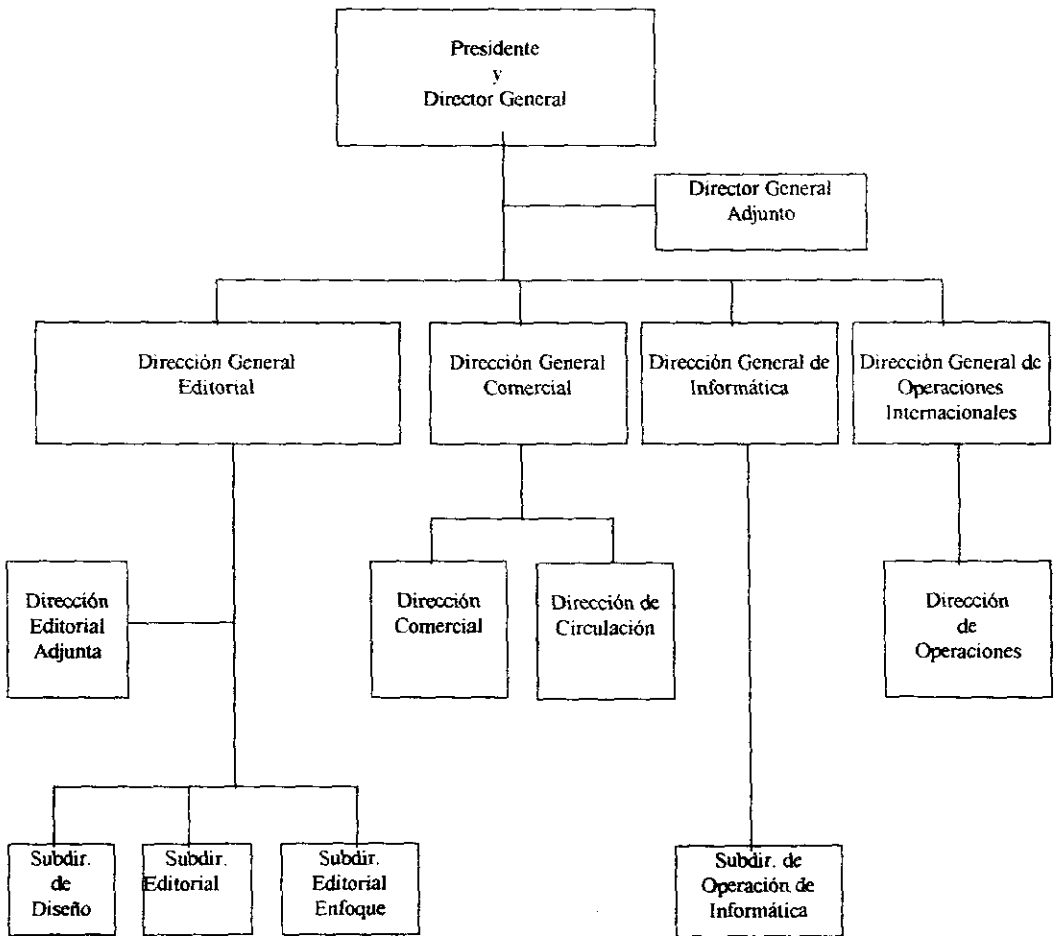 Presidente
y
Director General
Director General
Adjunto
Dirección General
Editorial
Dirección General
Comercial
Dirección General de
Informática
Dirección General de
Operaciones
Internacionales
Dirección
Editorial
Adjunta
Dirección
Comercial
Dirección de
Circulación
Dirección
de
Operaciones
Subdir.
de
Diseño
Subdir.
Editorial
Subdir.
Editorial
Enfoque
Subdir. de
Operación de
Informática